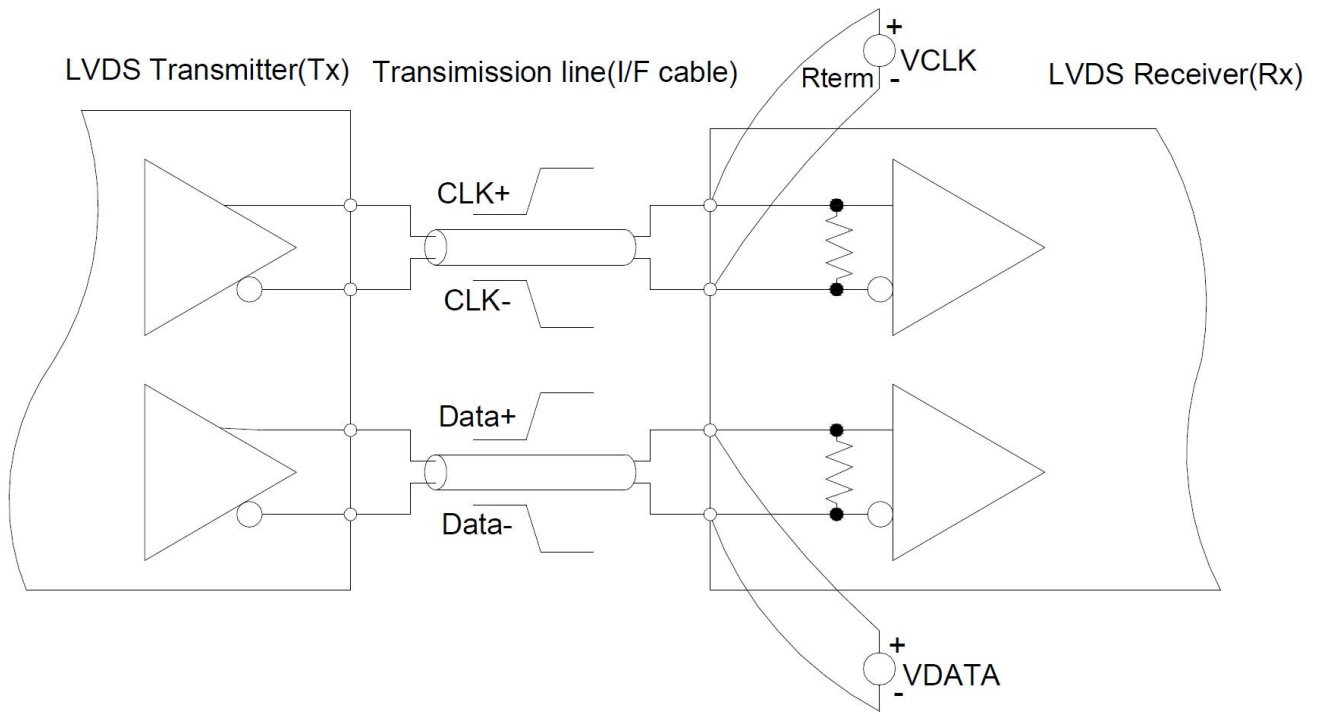 LVDS Transmitter(Tx)
Transimission line(I/F cable)
+
VCLK
Rterm
-
LVDS Receiver(Rx)
CLK+
CLK-
Data+
Data-
+
VDATA
-